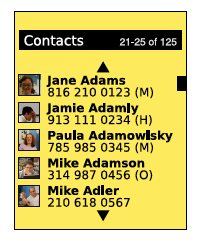 Contacts 21-25 of 125
Jane Adams
816 210 0123 (M)
Jamie Adamly
913 111 0234 (H)
Paula Adamowlsky
785 985 0345 (M)
Mike Adamson
314 987 0456 (O)
Mike Adler
210 618 0567